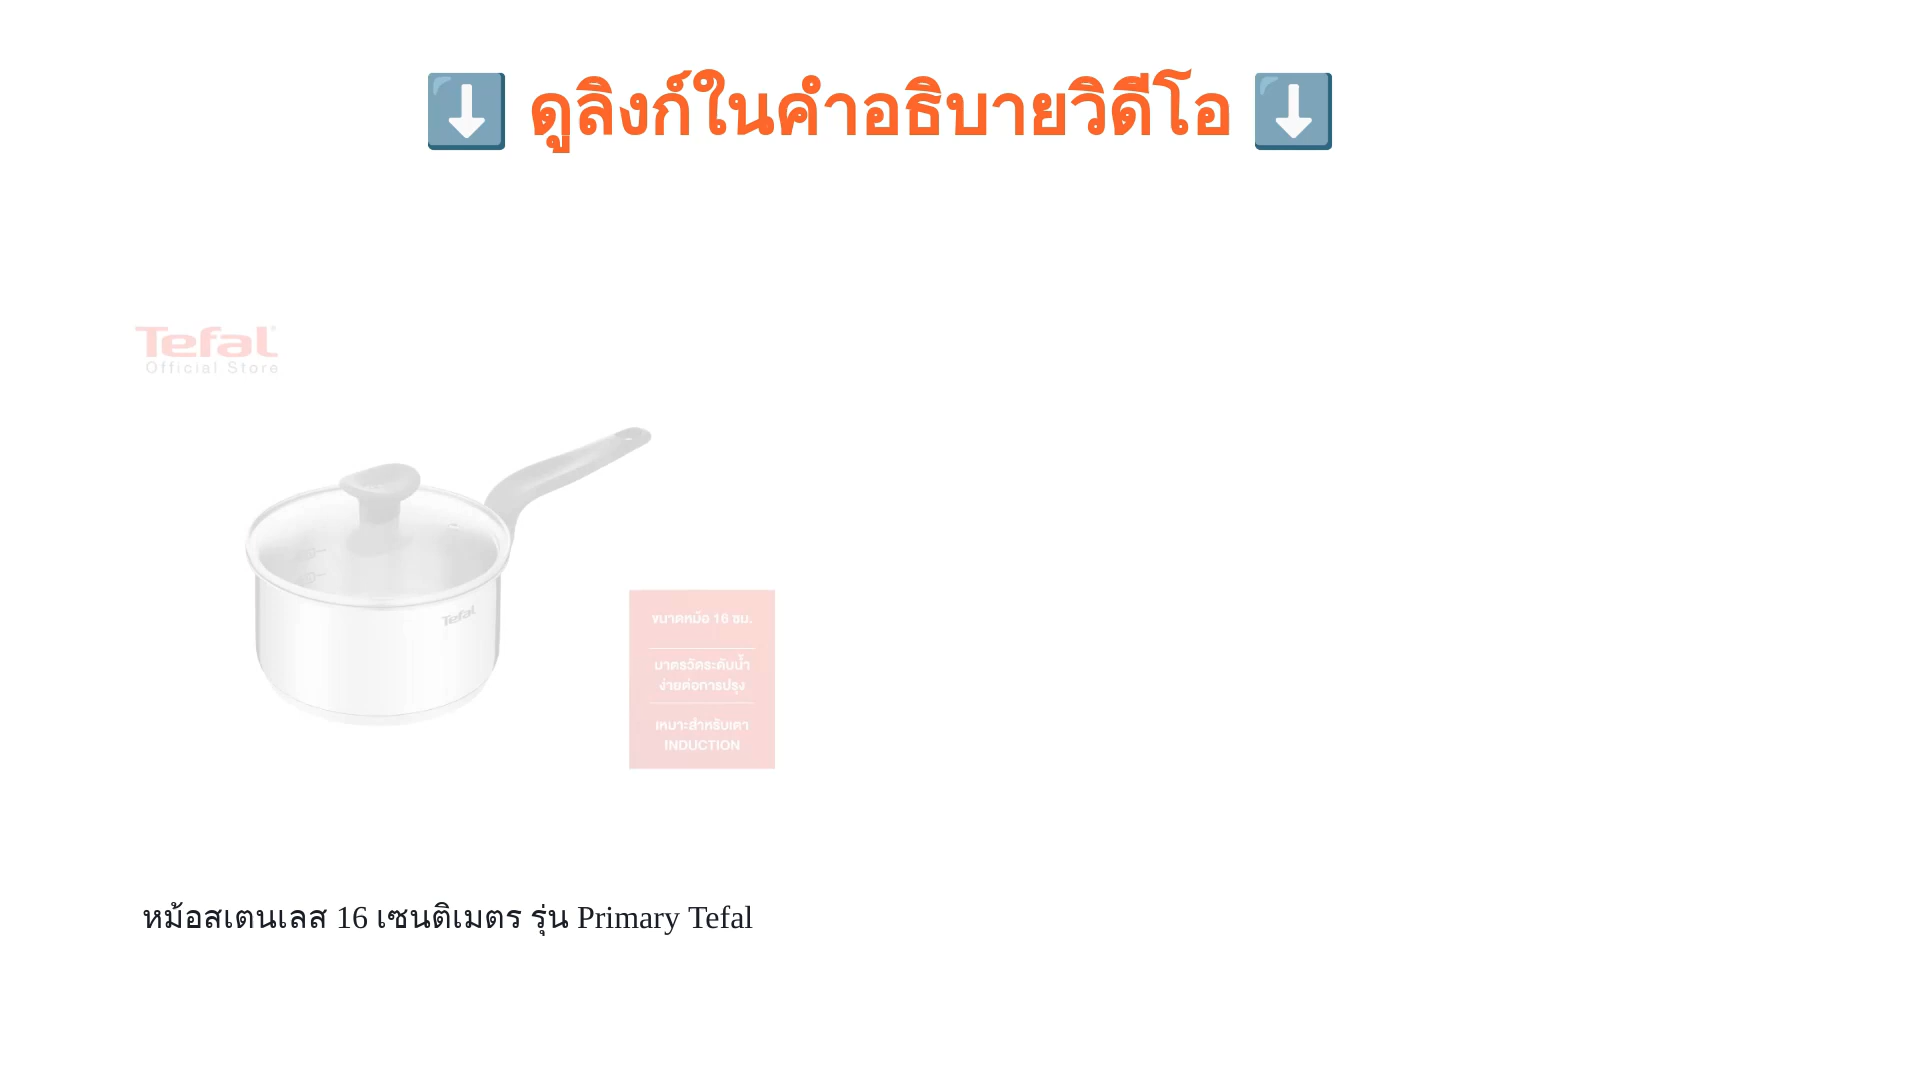 ⬇️ ดูลิงก์ในคำอธิบายวิดีโอ ⬇️
Tefal
Official Store
Tefal
ขนาดหม้อ 16 ซม.
มาตรวัดระดับน้ำ
ง่ายต่อการปรุง
เหมาะสำหรับเตา
INDUCTION
หม้อสเตนเลส 16 เซนติเมตร รุ่น Primary Tefal